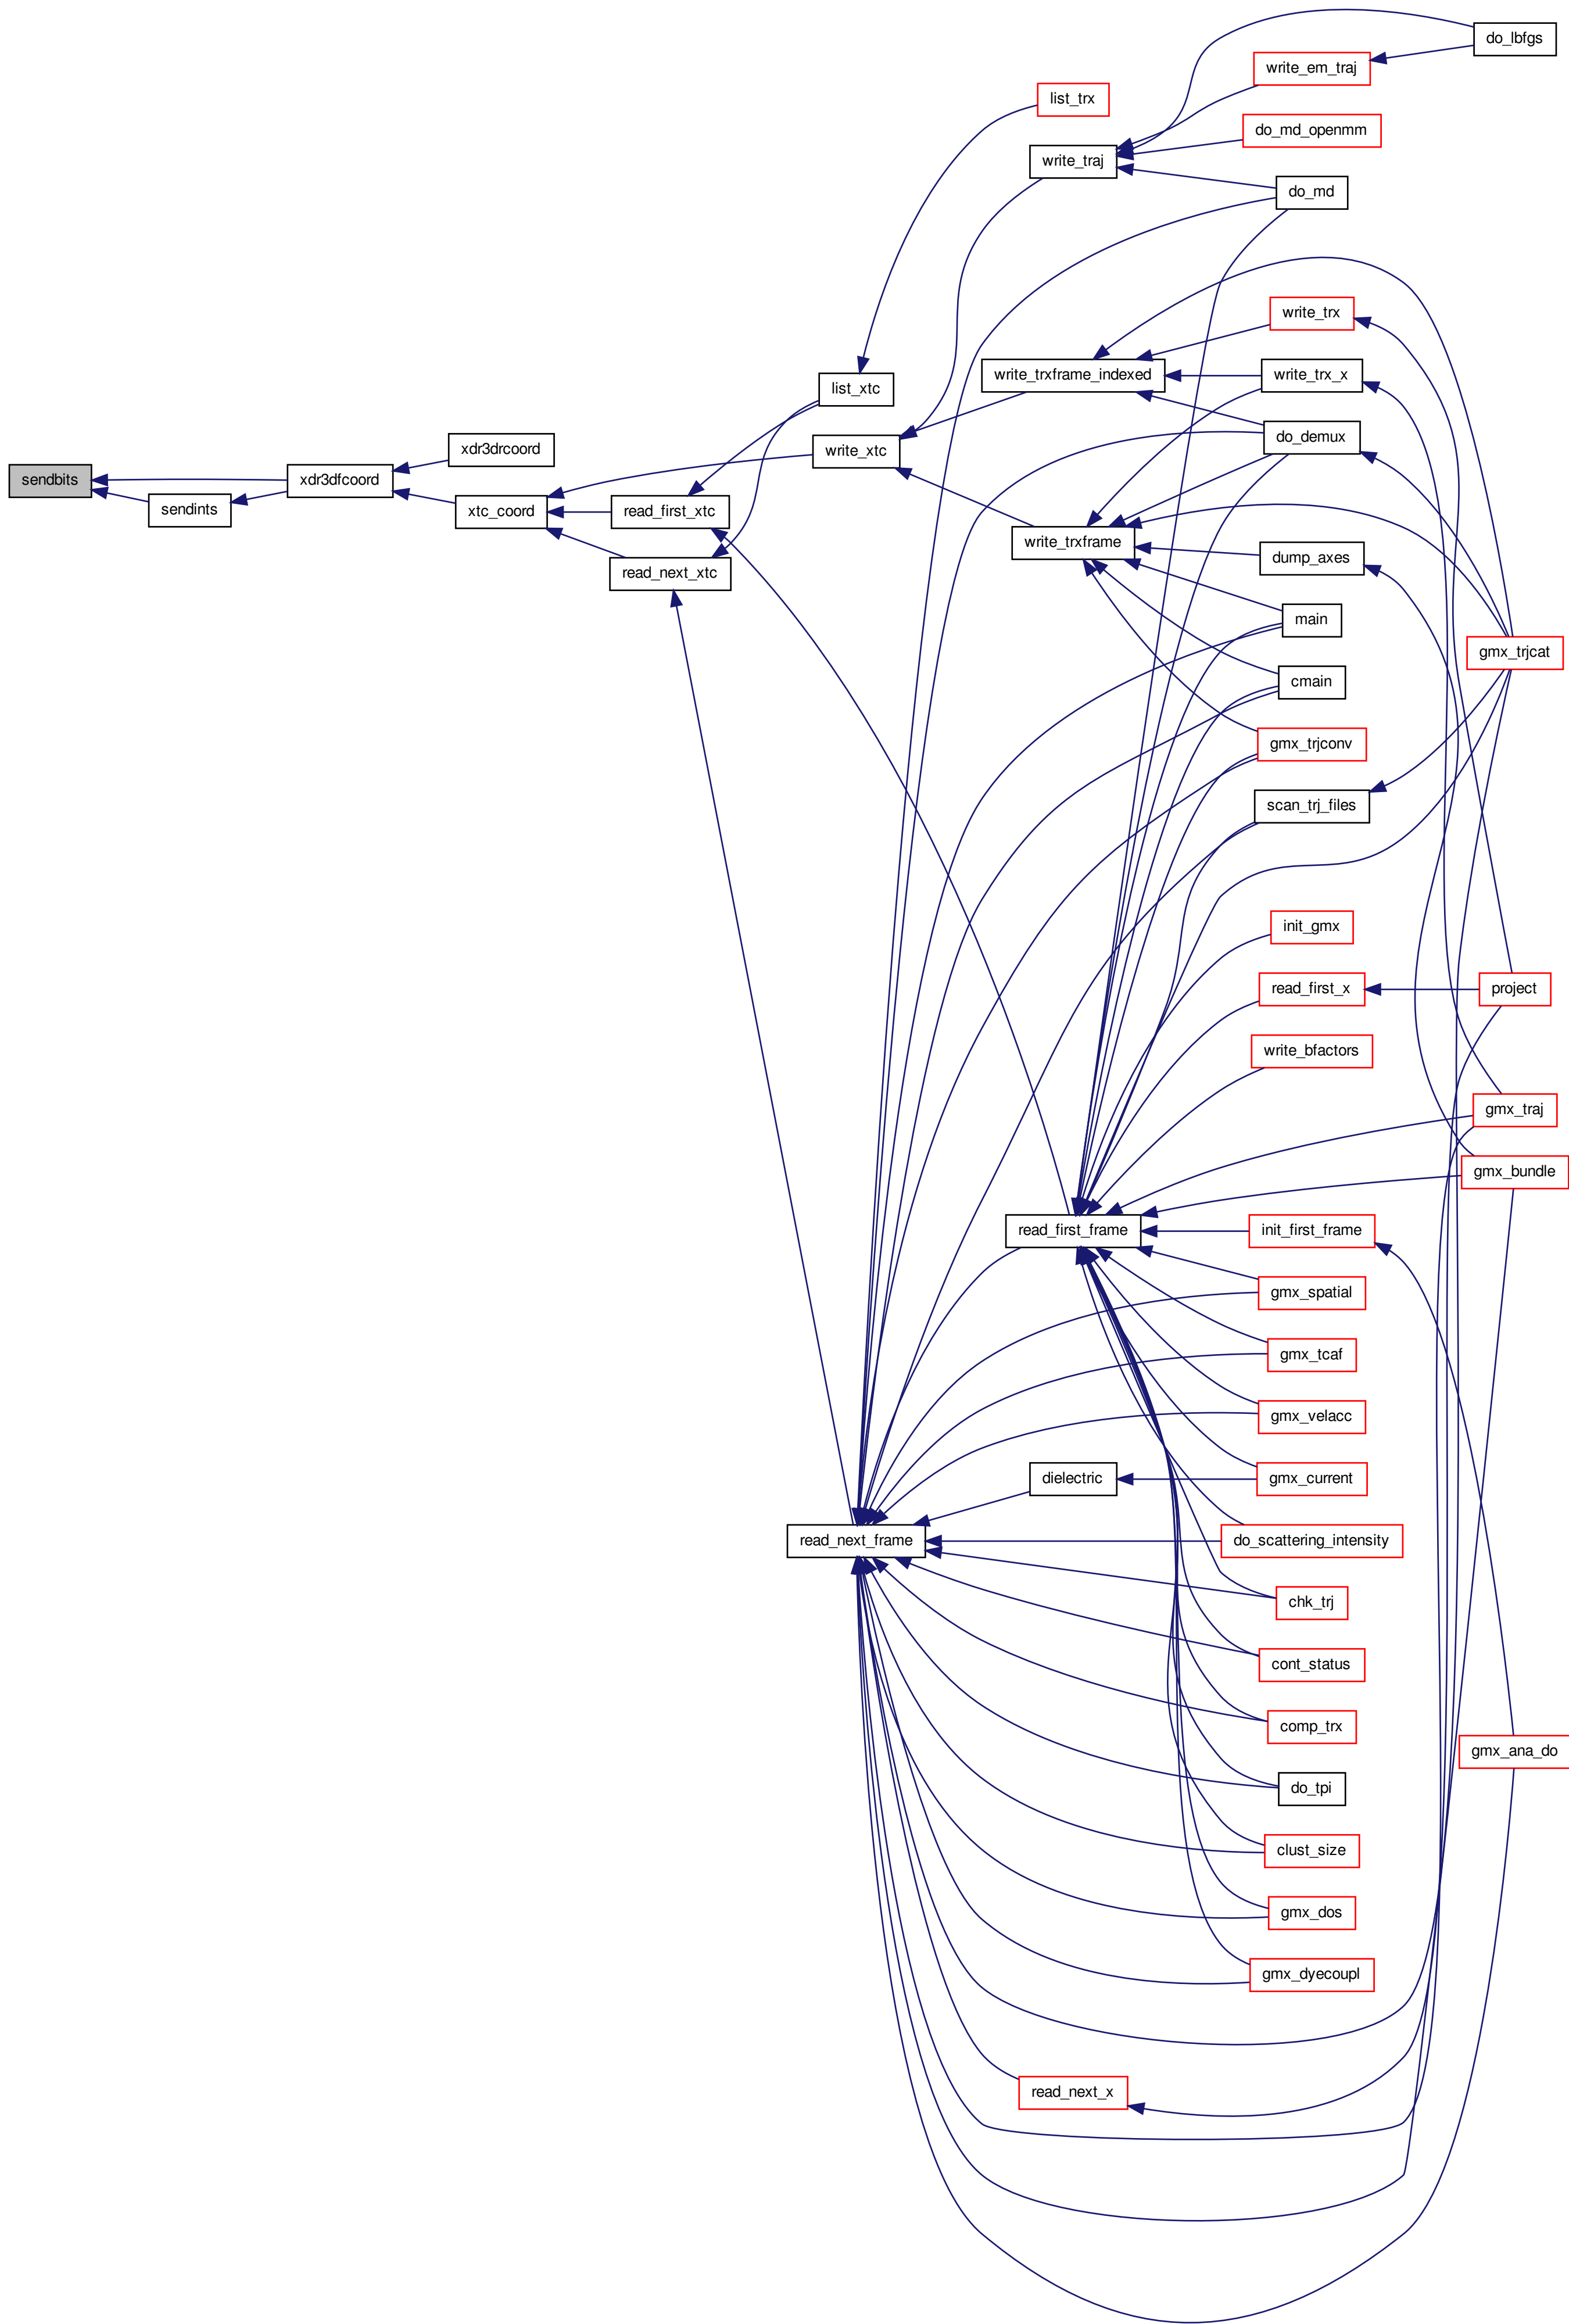 do_lbfgs
write_em_traj
list_trx
do_md_openmm
write_traj
do_md
write_trx
write_trxframe_indexed
write_trx_x
list_xtc
do_demux
xdr3drcoord
write_xtc
sendbits
xdr3dfcoord
sendints
xtc_coord
read_first_xtc
write_trxframe
dump_axes
read_next_xtc
main
gmx_trjcat
cmain
gmx_trjconv
scan_trj_files
init_gmx
read_first_x
project
write_bfactors
gmx_traj
gmx_bundle
read_first_frame
init_first_frame
gmx_spatial
gmx_tcaf
gmx_velacc
dielectric
gmx_current
read_next_frame
do_scattering_intensity
chk_trj
cont_status
comp_trx
gmx_ana_do
do_tpi
clust_size
gmx_dos
gmx_dyecoupl
read_next_x